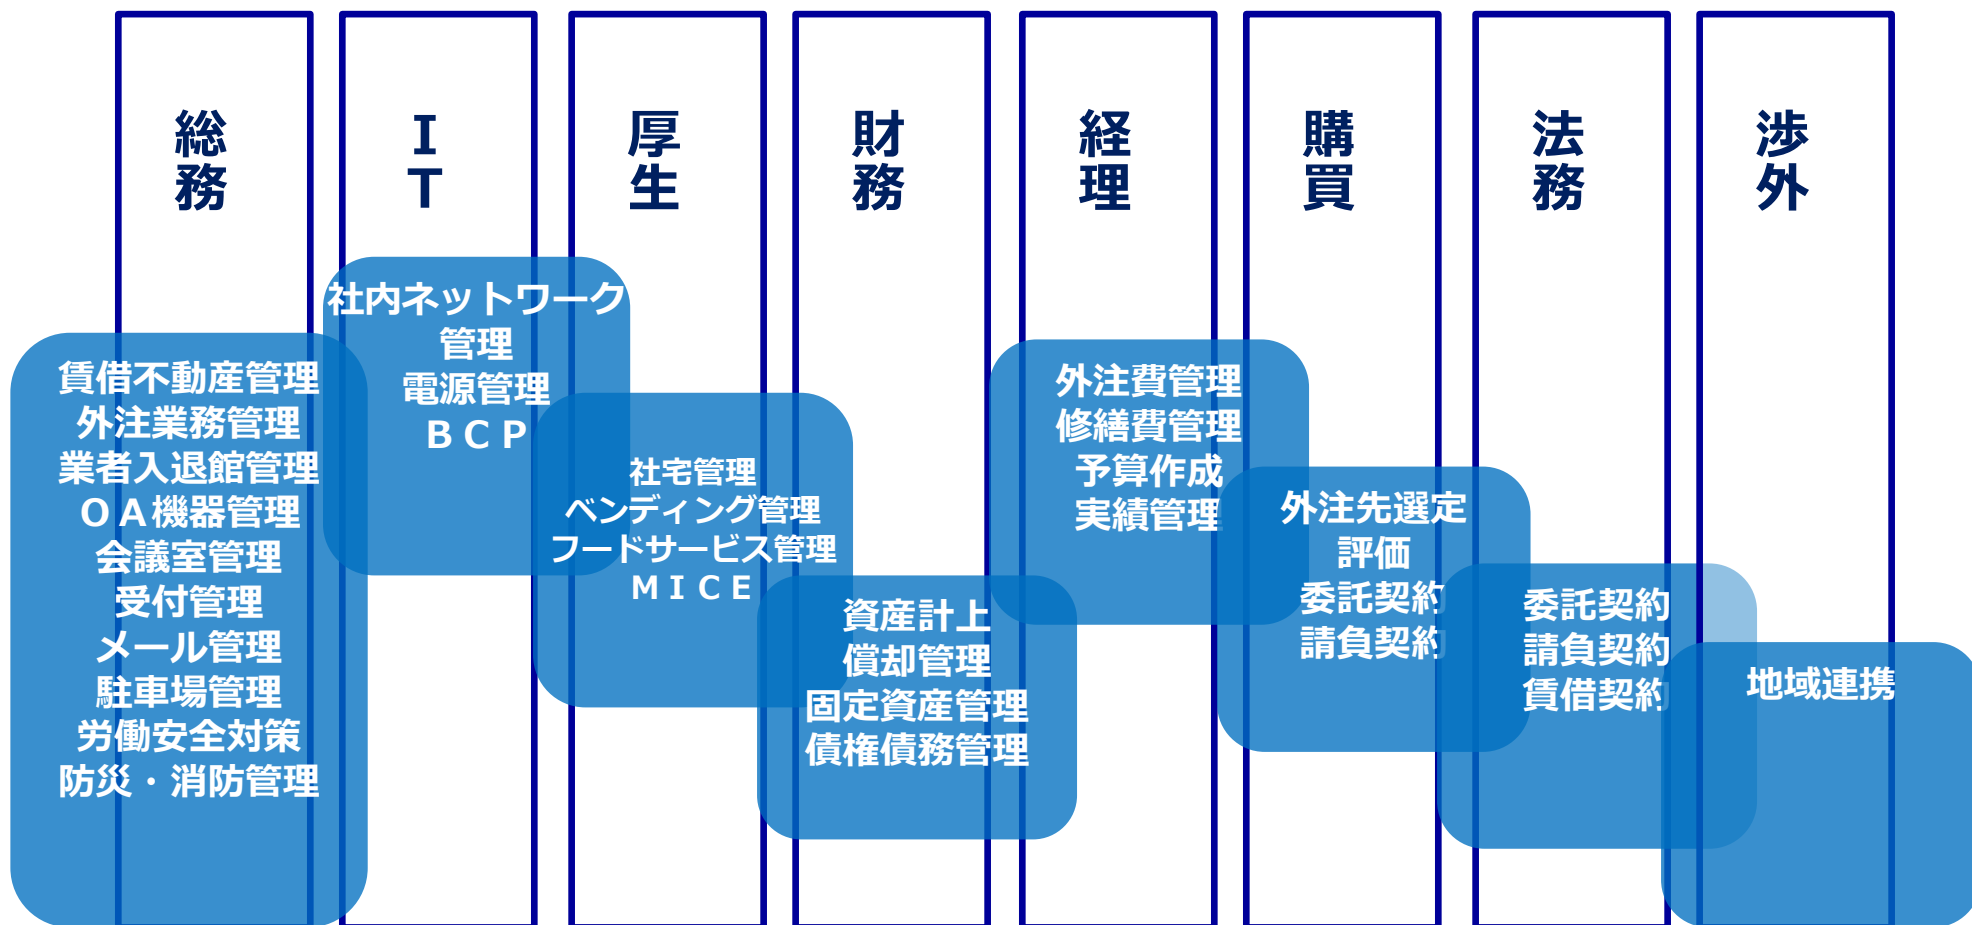 総務
IT
厚生
財務
経理
購買
法務
渉外
賃借不動産管理
外注業務管理
業者入退館管理
OA機器管理
会議室管理
受付管理
メール管理
駐車場管理
労働安全対策
防災・消防管理
社内ネットワーク
管理
電源管理
BCP
社宅管理
ベンディング管理
フードサービス管理
MICE
資産計上
償却管理
固定資産管理
債権債務管理
外注費管理
修繕費管理
予算作成
実績管理
外注先選定
評価
委託契約
請負契約
委託契約
請負契約
賃借契約
地域連携